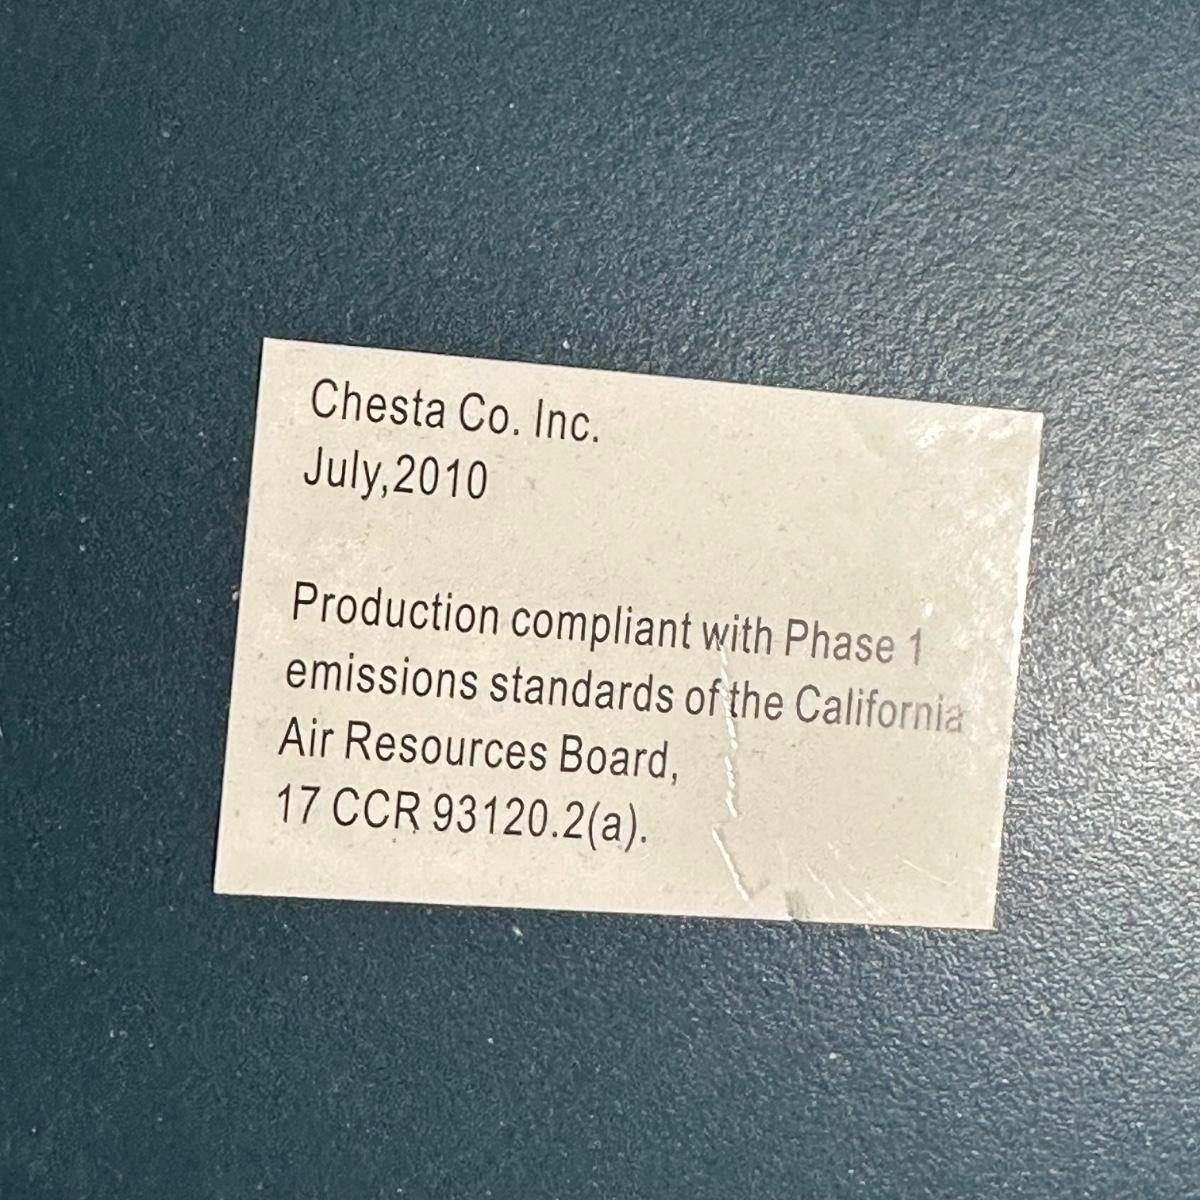 Chesta Co. Inc.
July,2010
Production compliant with Phase 1
emissions standards of the California
Air Resources Board,
17 CCR 93120.2(a).